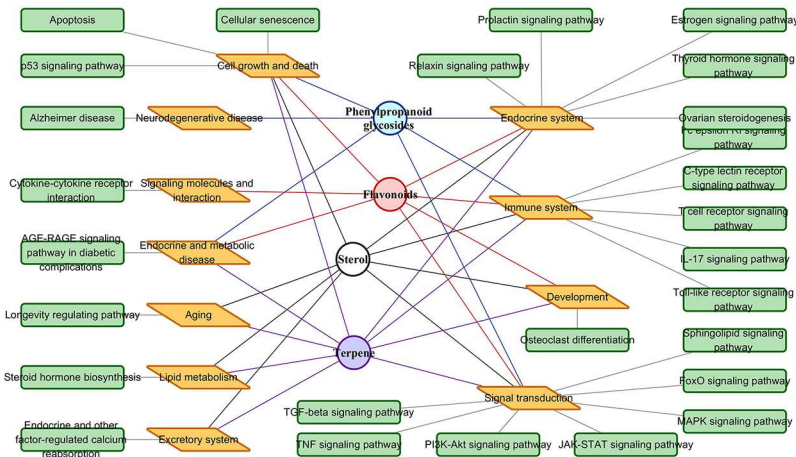 Apoptosis
Cellular senescence
Prolactin signaling pathway
Estrogen signaling pathway
p53 signaling pathway
Cell growth and death
Relaxin signaling pathway
Thyroid hormone signaling
pathway
Alzheimer disease
Neurodegenerative disease
Phenylpropanoid
glycosides
Endocrine system
Ovarian steroidogenesis
Fc epsilon RI signaling
pathway
Cytokine-cytokine receptor
interaction
Signaling molecules and
interaction
Flavonoids
C-type lectin receptor
signaling pathway
Immune system
T cell receptor signaling pathway
AGE-RAGE signaling
pathway in diabetic
complications
Endocrine and metabolic
disease
Sterol
IL-17 signaling pathway
Development
Toll-like receptor signaling
pathway
Longevity regulating pathway
Aging
Osteoclast differentiation
Sphingolipid signaling
pathway
Terpene
Steroid hormone biosynthesis
Lipid metabolism
Signal transduction
FoxO signaling pathway
TGF-beta signaling pathway
MAPK signaling pathway
Endocrine and other
factor-regulated calcium
reabsorption
Excretory system
TNF signaling pathway
PI3K-Akt signaling pathway
JAK-STAT signaling pathway